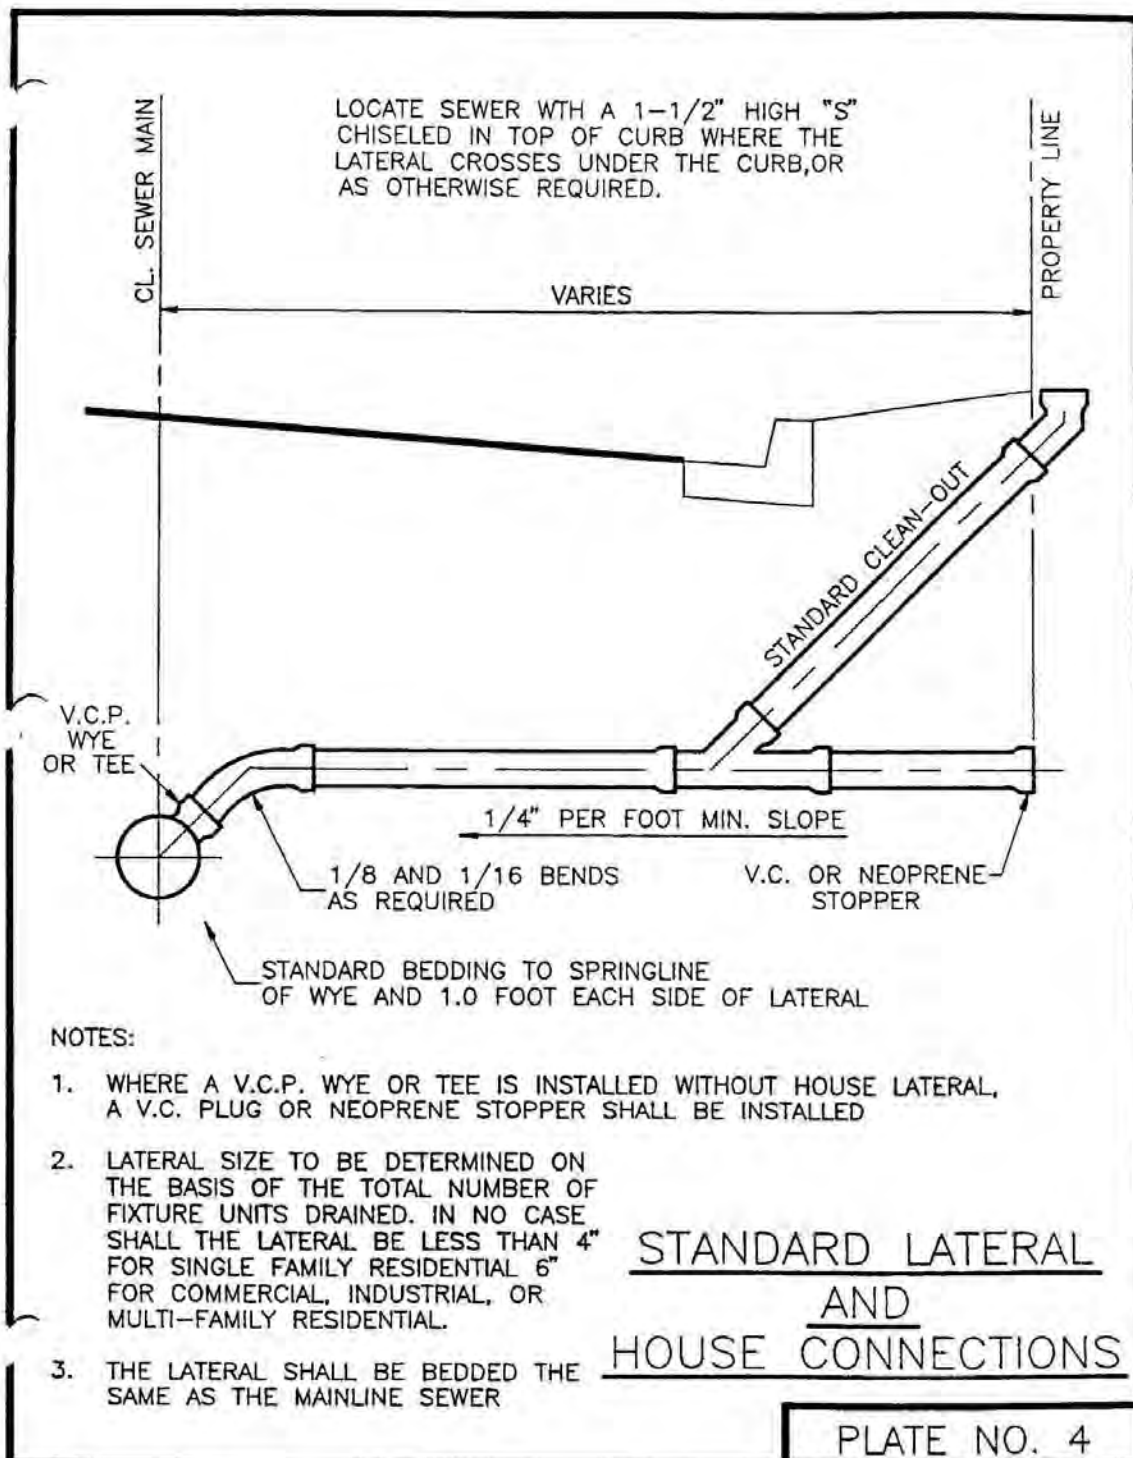 CL. SEWER MAIN
LOCATE SEWER WTH A 1-1/2" HIGH "S"
CHISELED IN TOP OF CURB WHERE THE
LATERAL CROSSES UNDER THE CURB,OR
AS OTHERWISE REQUIRED.
PROPERTY LINE
VARIES
STANDARD CLEAN-OUT
V.C.P.
WYE
OR TEE
1/4" PER FOOT MIN. SLOPE
1/8 AND 1/16 BENDS
AS REQUIRED
V.C. OR NEOPRENE
STOPPER
STANDARD BEDDING TO SPRINGLINE
OF WYE AND 1.0 FOOT EACH SIDE OF LATERAL
NOTES:
1. WHERE A V.C.P. WYE OR TEE IS INSTALLED WITHOUT HOUSE LATERAL,
A V.C. PLUG OR NEOPRENE STOPPER SHALL BE INSTALLED
2. LATERAL SIZE TO BE DETERMINED ON
THE BASIS OF THE TOTAL NUMBER OF
FIXTURE UNITS DRAINED. IN NO CASE
SHALL THE LATERAL BE LESS THAN 4"
FOR SINGLE FAMILY RESIDENTIAL 6"
FOR COMMERCIAL, INDUSTRIAL, OR
MULTI-FAMILY RESIDENTIAL.
3. THE LATERAL SHALL BE BEDDED THE
SAME AS THE MAINLINE SEWER
STANDARD LATERAL
AND
HOUSE CONNECTIONS
PLATE NO. 4